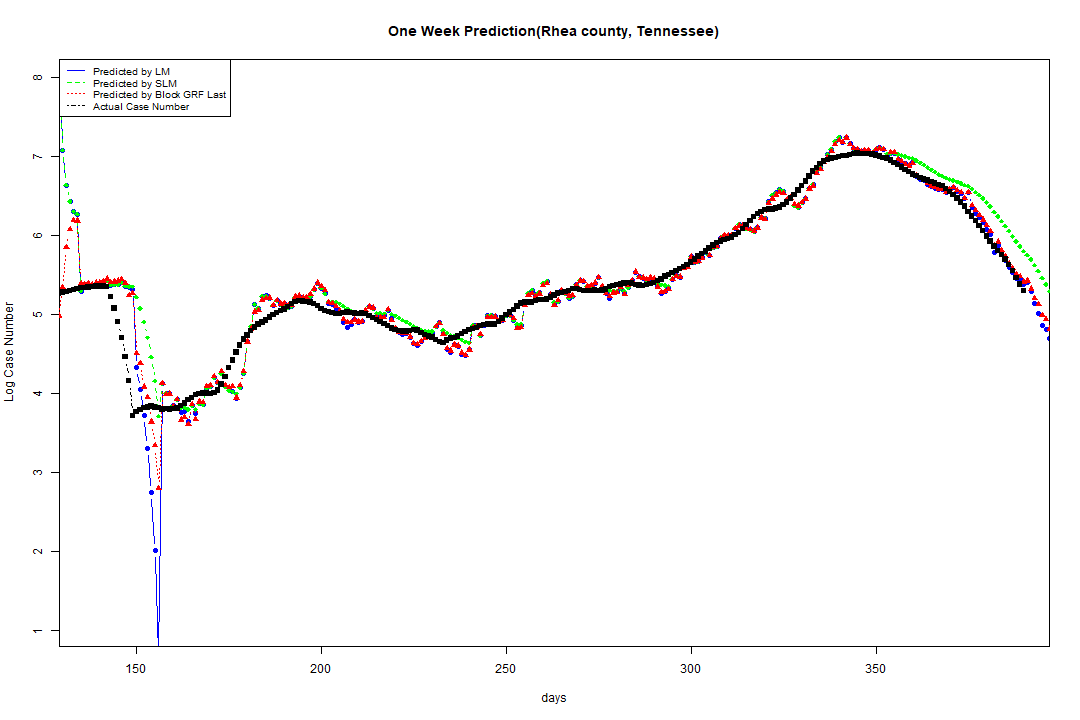 One Week Prediction(Rhea county, Tennessee)
Predicted by LM
Predicted by SLM
Predicted by Block GRF Last
Actual Case Number
8
7
6
5
4
3
2
1
Log Case Number
150 200 250 300 350
days